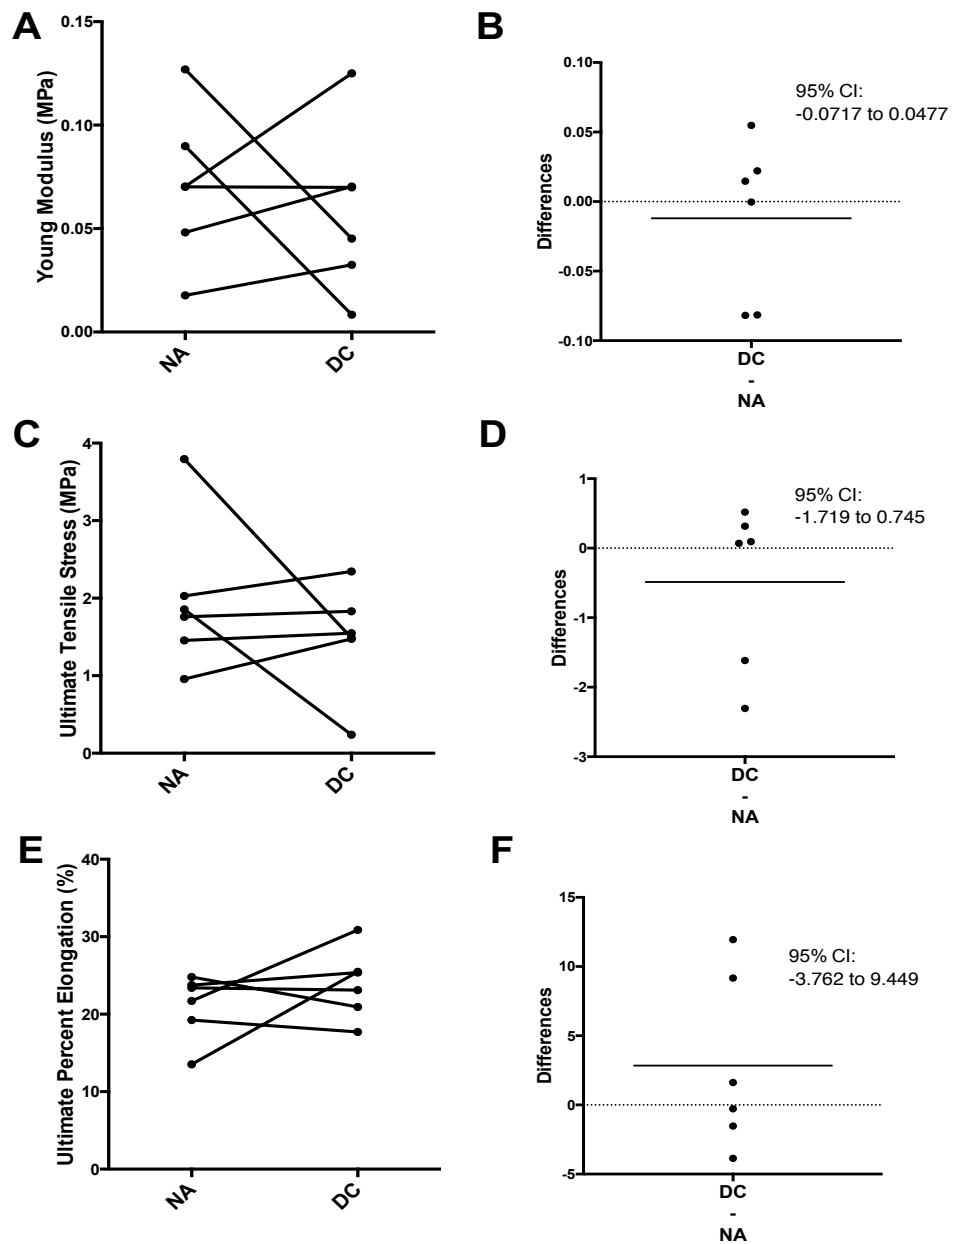 A
Young Modulus (MPa)
0.15
0.10
0.05
0.00
NA
DC
B
Differences
0.10
0.05
0.00
-0.05
-0.10
95% CI:
-0.0717 to 0.0477
DC
-
NA
C
Ultimate Tensile Stress (MPa)
4
3
2
1
0
NA
DC
D
Differences
1
0
-1
-2
-3
95% CI:
-1.719 to 0.745
DC
-
NA
E
Ultimate Percent Elongation (%)
40
30
20
10
0
NA
DC
F
Differences
15
10
5
0
-5
95% CI:
-3.762 to 9.449
DC
-
NA